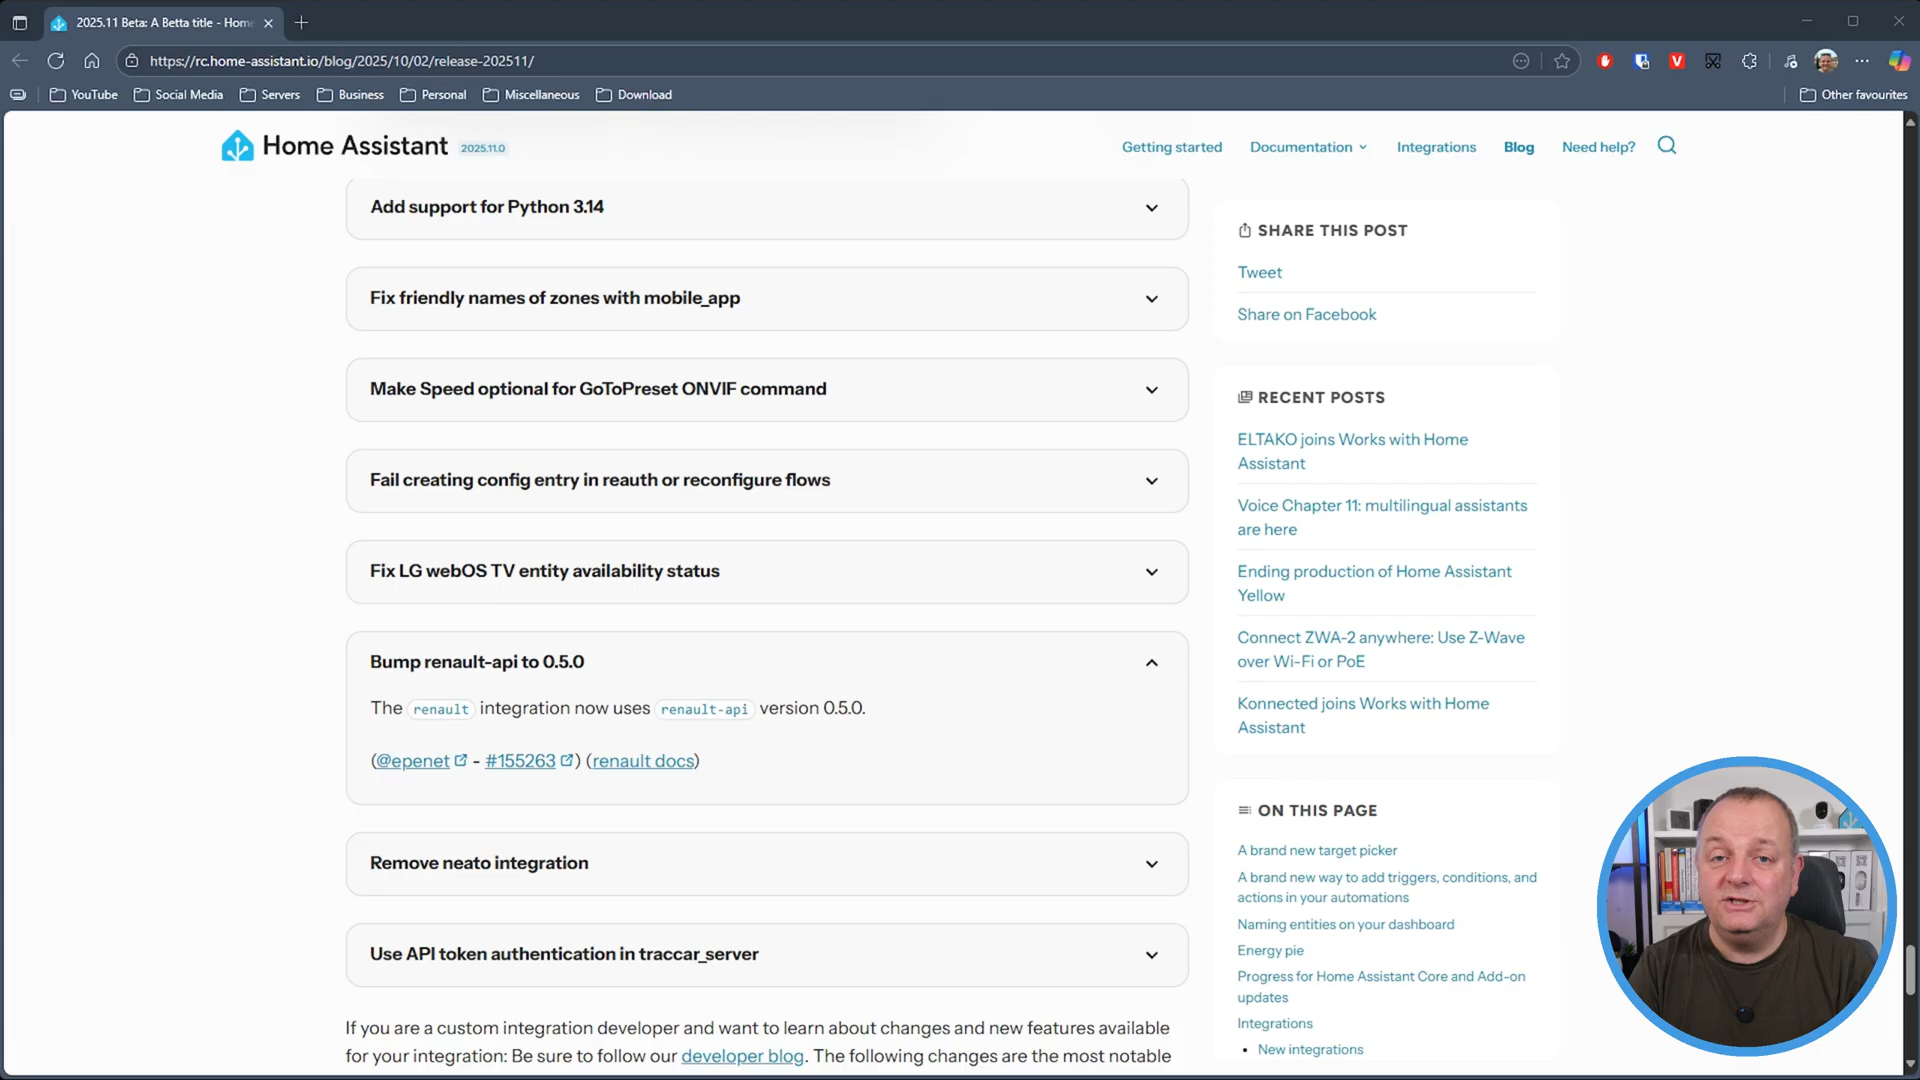 2025.11 Beta: A Betta title - Home
https://rc.home-assistant.io/blog/2025/10/02/release-202511/
YouTube
Social Media
Servers
Business
Personal
Miscellaneous
Download
Other favourites
Home Assistant 2025.11.0
Getting started
Documentation
Integrations
Blog
Need help?
Add support for Python 3.14
Fix friendly names of zones with mobile_app
Make Speed optional for GoToPreset ONVIF command
Fail creating config entry in reauth or reconfigure flows
Fix LG webOS TV entity availability status
Bump renault-api to 0.5.0
The renault integration now uses renault-api version 0.5.0.
(@epenet - #155263) (renault docs)
Remove neato integration
Use API token authentication in traccar_server
If you are a custom integration developer and want to learn about changes and new features available
for your integration: Be sure to follow our developer blog. The following changes are the most notable
SHARE THIS POST
Tweet
Share on Facebook
RECENT POSTS
ELTAKO joins Works with Home
Assistant
Voice Chapter 11: multilingual assistants
are here
Ending production of Home Assistant
Yellow
Connect ZWA-2 anywhere: Use Z-Wave
over Wi-Fi or PoE
Konnected joins Works with Home
Assistant
ON THIS PAGE
A brand new target picker
A brand new way to add triggers, conditions, and
actions in your automations
Naming entities on your dashboard
Energy pie
Progress for Home Assistant Core and Add-on
updates
Integrations
• New integrations